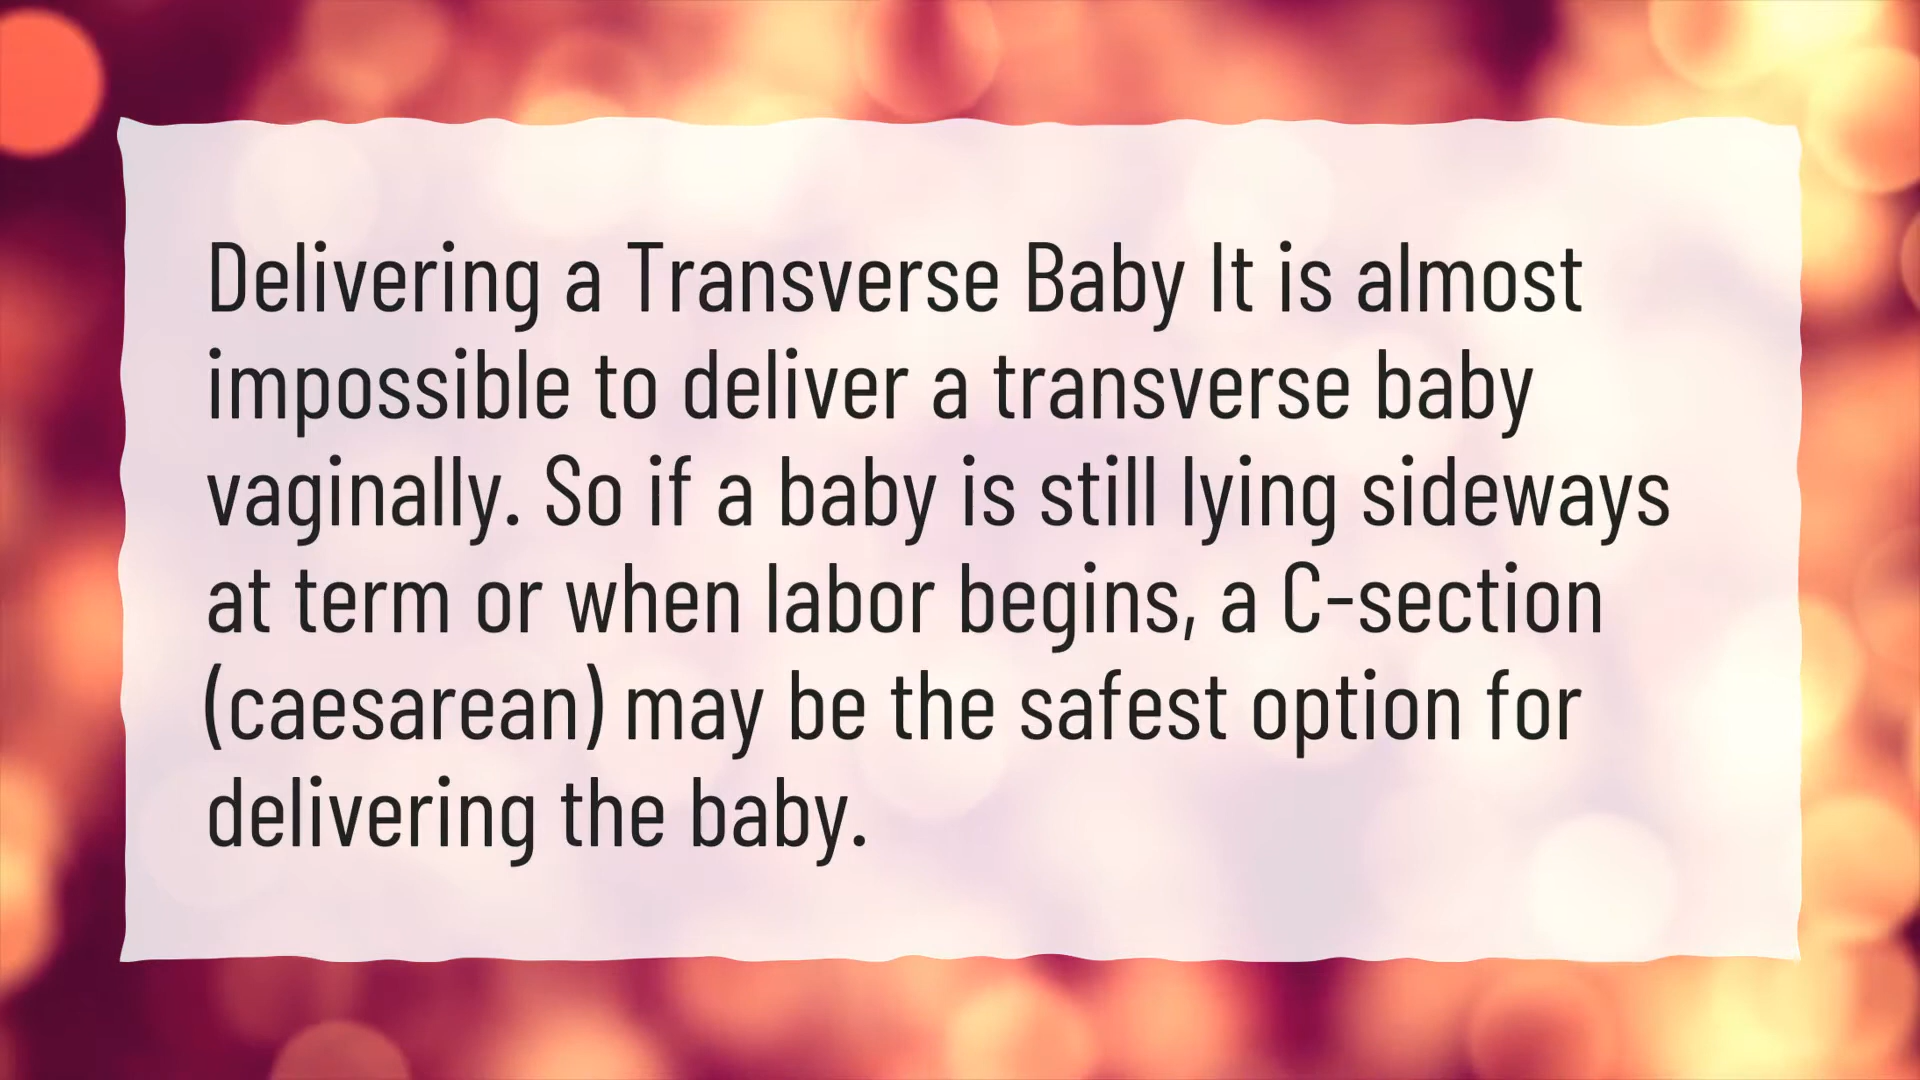 Delivering a Transverse Baby It is almost
impossible to deliver a transverse baby
vaginally. So if a baby is still lying sideways
at term or when labor begins, a C-section
(caesarean) may be the safest option for
delivering the baby.